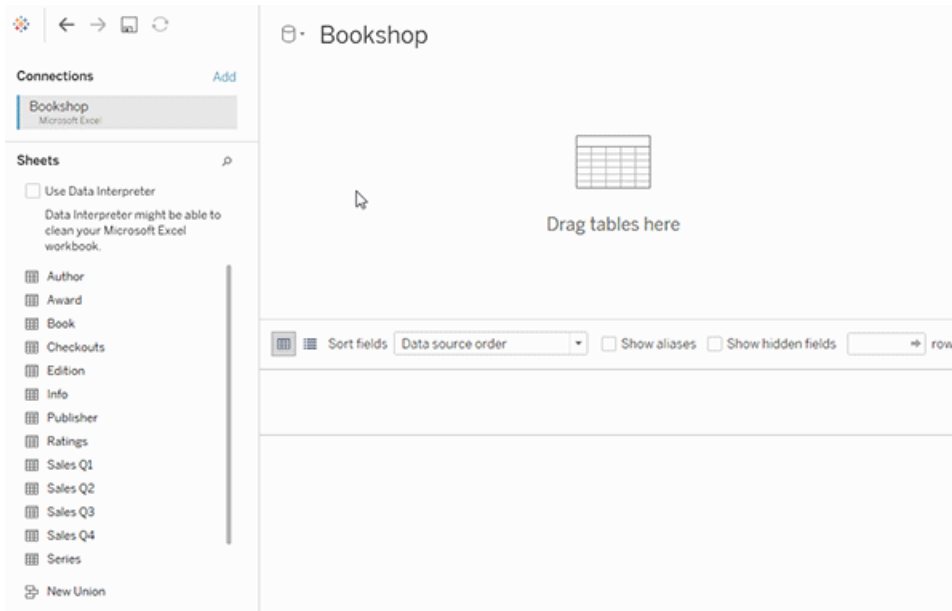 Bookshop
Connections
Add
Bookshop
Microsoft Excel
Sheets
Use Data Interpreter
Data Interpreter might be able to
clean your Microsoft Excel
workbook.
Author
Award
Book
Checkouts
Edition
Info
Publisher
Ratings
Sales Q1
Sales Q2
Sales Q3
Sales Q4
Series
New Union
Drag tables here
Sort fields Data source order Show aliases Show hidden fields row